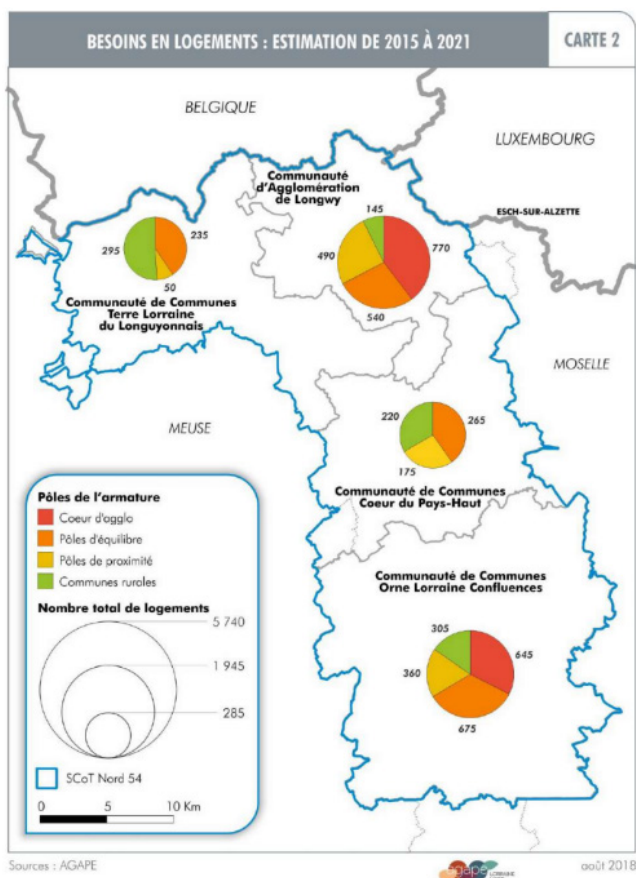 BESOINS EN LOGEMENTS : ESTIMATION DE 2015 À 2021
CARTE 2
BELGIQUE
LUXEMBOURG
Communauté
d'Agglomération
de Longwy
ESCH-SUR-ALZETTE
145
770
490
540
295
235
50
Communauté de Communes
Terre Lorraine
du Longuyonnais
MOSELLE
MEUSE
220
265
175
Communauté de Communes
Coeur du Pays-Haut
Communauté de Communes
Orne Lorraine Confluences
305
645
360
675
Pôles de l'armature
Coeur d'agglo
Pôles d'équilibre
Pôles de proximité
Communes rurales
Nombre total de logements
5 740
1 945
285
SCoT Nord 54
0 5 10 Km
Sources : AGAPE
agape LORRAINE
août 2018